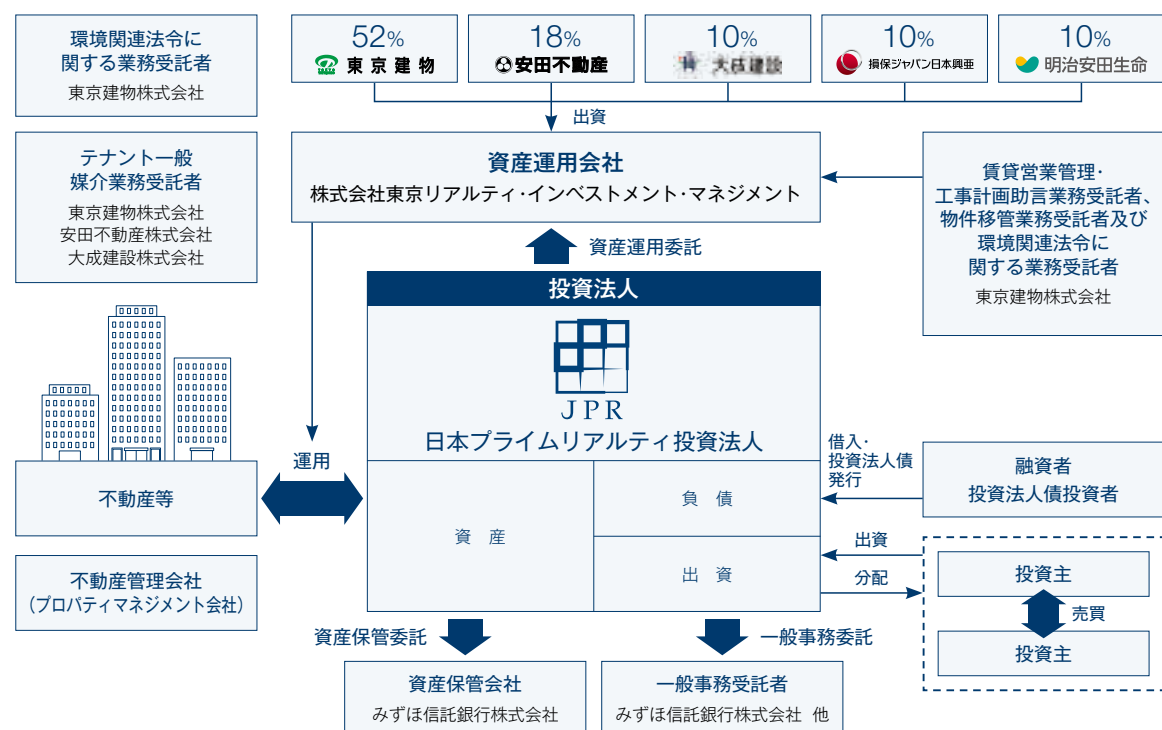 環境関連法令に
関する業務受託者
東京建物株式会社
52%
東京建物
18%
安田不動産
10%
大成建設
10%
損保ジャパン日本興亜
10%
明治安田生命
出資
テナント一般
媒介業務受託者
東京建物株式会社
安田不動産株式会社
大成建設株式会社
資産運用会社
株式会社東京リアルティ・インベストメント・マネジメント
賃貸営業管理・
工事計画助言業務受託者、
物件移管業務受託者及び
環境関連法令に
関する業務受託者
東京建物株式会社
資産運用委託
投資法人
JPR
日本プライムリアルティ投資法人
運用
不動産等
資産
負債
出資
借入・
投資法人債
発行
融資者
投資法人債投資者
出資
分配
投資主
売買
投資主
不動産管理会社
(プロパティマネジメント会社)
資産保管委託
一般事務委託
資産保管会社
みずほ信託銀行株式会社
一般事務受託者
みずほ信託銀行株式会社 他